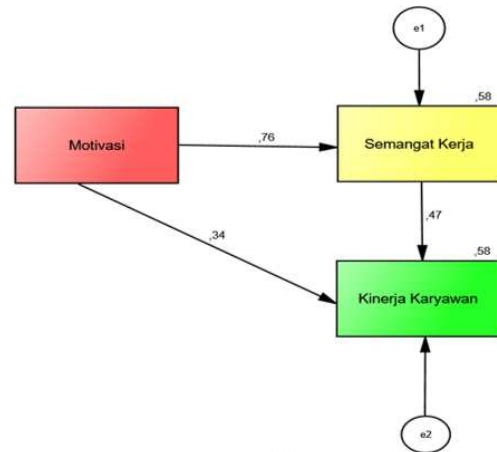 e1
,58
Motivasi
,76
Semangat Kerja
,47
,34
,58
Kinerja Karyawan
e2